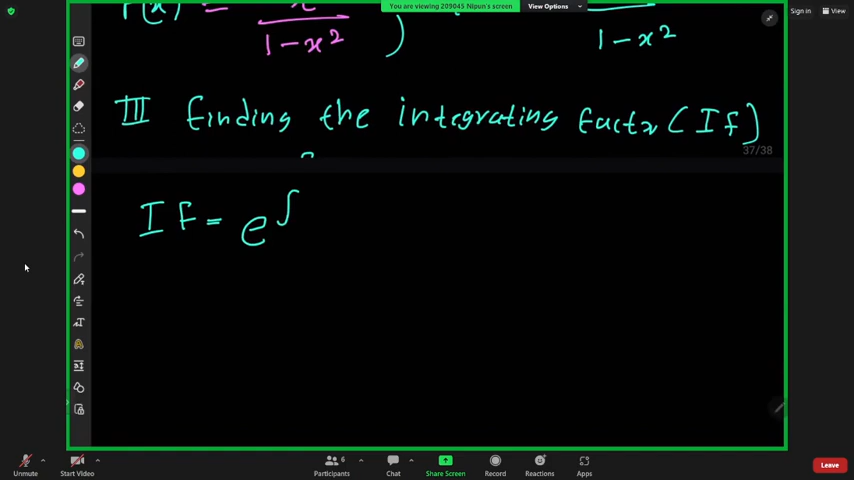 You are viewing 209045 Nipun's screen View Options
Sign in View
1 - x²
1 - x²
III Finding the integrating factor (If)
37/38
If = e^∫
Unmute Start Video Participants 6 Chat Share Screen Record Reactions Apps Leave